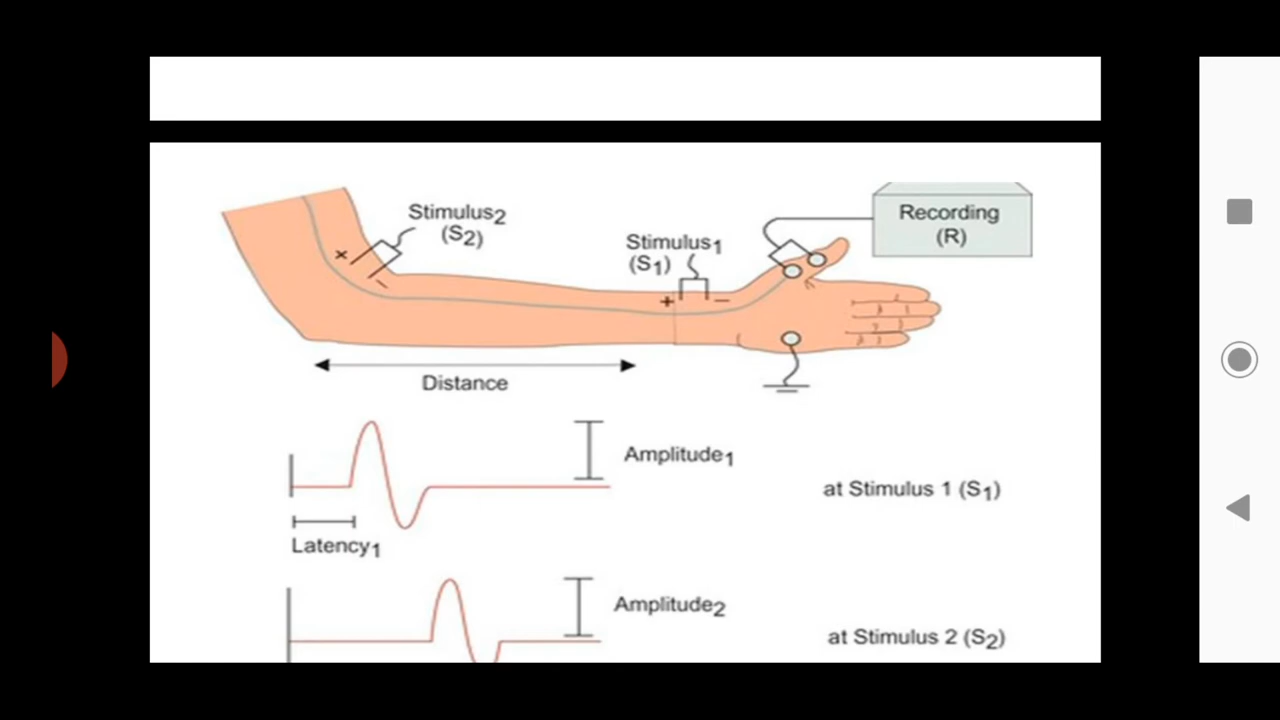 Stimulus2
(S2)
Stimulus1
(S1)
Recording
(R)
+
−
+
−
Distance
Amplitude1
at Stimulus 1 (S1)
Latency1
Amplitude2
at Stimulus 2 (S2)